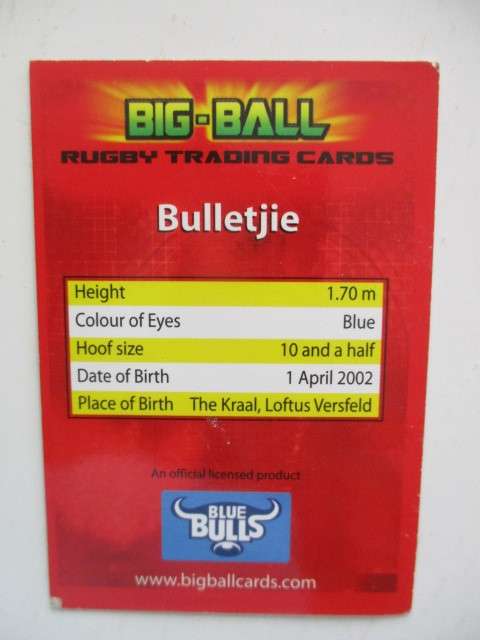 BIG-BALL
RUGBY TRADING CARDS
Bulletjie
Height 1.70 m
Colour of Eyes Blue
Hoof size 10 and a half
Date of Birth 1 April 2002
Place of Birth The Kraal, Loftus Versfeld
An official licensed product
BLUE
BULLS
www.bigballcards.com